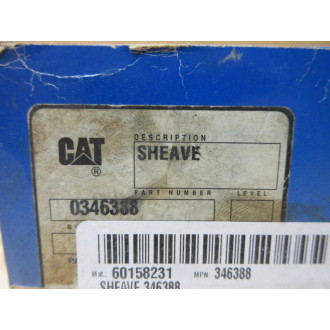 DESCRIPTION
CAT
®
SHEAVE
PART NUMBER LEVEL
0346388
60158231 MPN: 346388
SHEAVE 346388